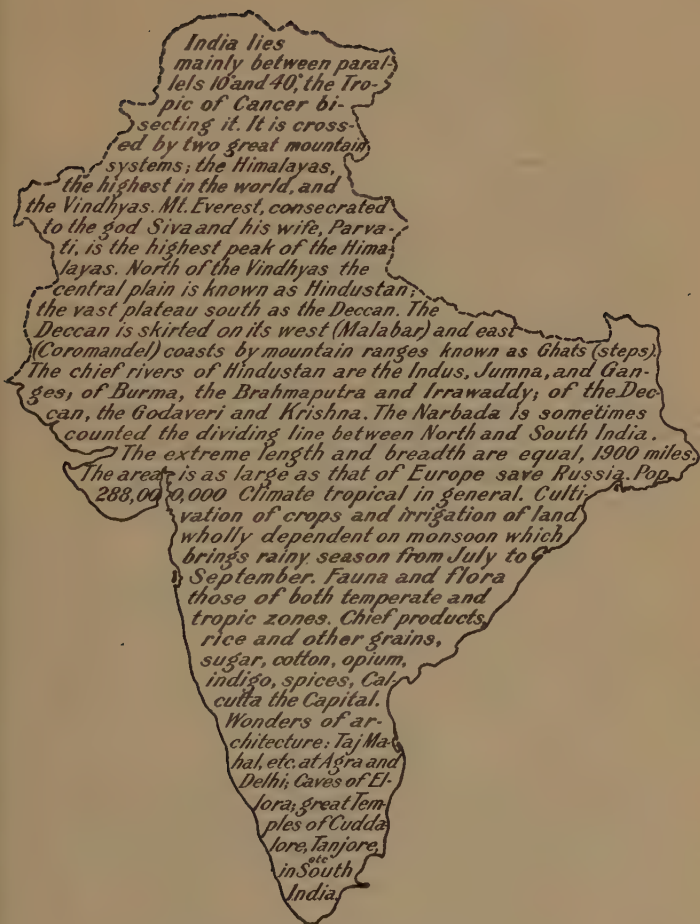 India lies
mainly between paral-
lels 10° and 40°, the Tro-
pic of Cancer bi-
secting it. It is cross-
ed by two great mountain
systems; the Himalayas,
the highest in the world, and
the Vindhyas. Mt. Everest, consecrated
to the god Siva and his wife, Parva-
ti, is the highest peak of the Hima-
layas. North of the Vindhyas the
central plain is known as Hindustan;
the vast plateau south as the Deccan. The
Deccan is skirted on its west (Malabar) and east
(Coromandel) coasts by mountain ranges known as Ghats (steps).
The chief rivers of Hindustan are the Indus, Jumna, and Gan-
ges; of Burma, the Brahmaputra and Irrawaddy; of the Dec-
can, the Godaveri and Krishna. The Narbada is sometimes
counted the dividing line between North and South India.
The extreme length and breadth are equal, 1900 miles.
The area is as large as that of Europe save Russia. Pop.
288,000,000 Climate tropical in general. Culti-
vation of crops and irrigation of land
wholly dependent on monsoon which
brings rainy season from July to
September. Fauna and flora
those of both temperate and
tropic zones. Chief products,
rice and other grains,
sugar, cotton, opium,
indigo, spices, Cal-
cutta the Capital.
Wonders of ar-
chitecture: Taj Ma-
hal, etc. at Agra and
Delhi; Caves of El-
lora; great Tem-
ples of Cudda-
lore, Tanjore,
etc
in South
India.